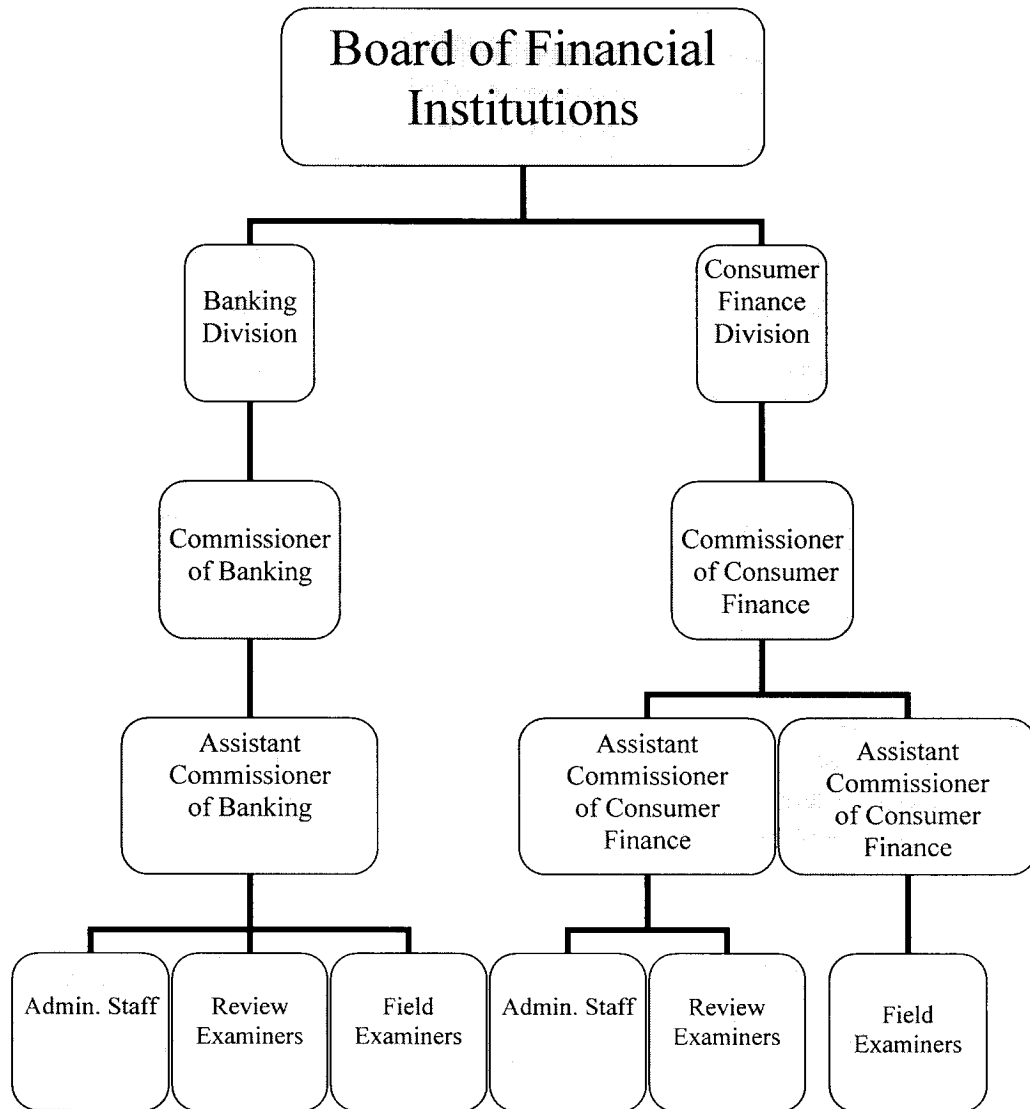 Board of Financial
Institutions
Banking
Division
Consumer
Finance
Division
Commissioner
of Banking
Commissioner
of Consumer
Finance
Assistant
Commissioner
of Banking
Assistant
Commissioner
of Consumer
Finance
Assistant
Commissioner
of Consumer
Finance
Admin. Staff
Review
Examiners
Field
Examiners
Admin. Staff
Review
Examiners
Field
Examiners